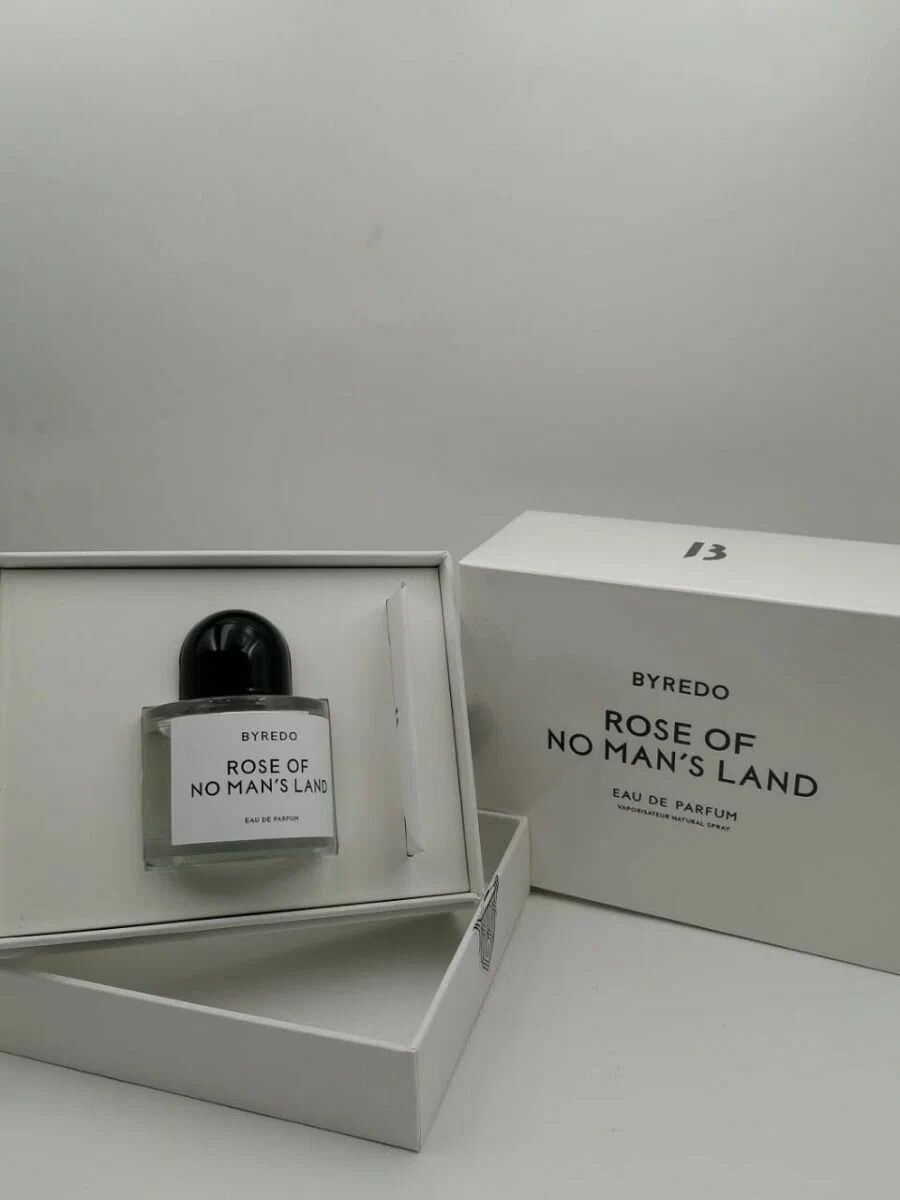 BYREDO
ROSE OF
NO MAN'S LAND
EAU DE PARFUM
B
BYREDO
ROSE OF
NO MAN'S LAND
EAU DE PARFUM
VAPORISATEUR NATURAL SPRAY